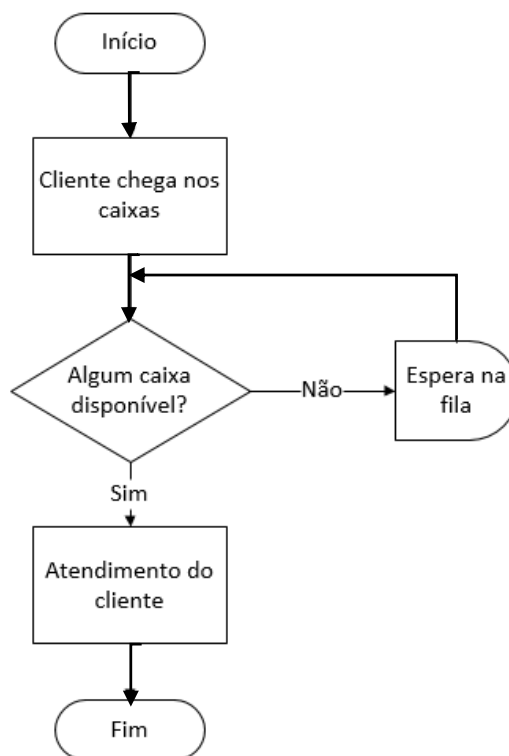 Início
Cliente chega nos
caixas
Algum caixa
disponível?
Não
Espera na
fila
Sim
Atendimento do
cliente
Fim